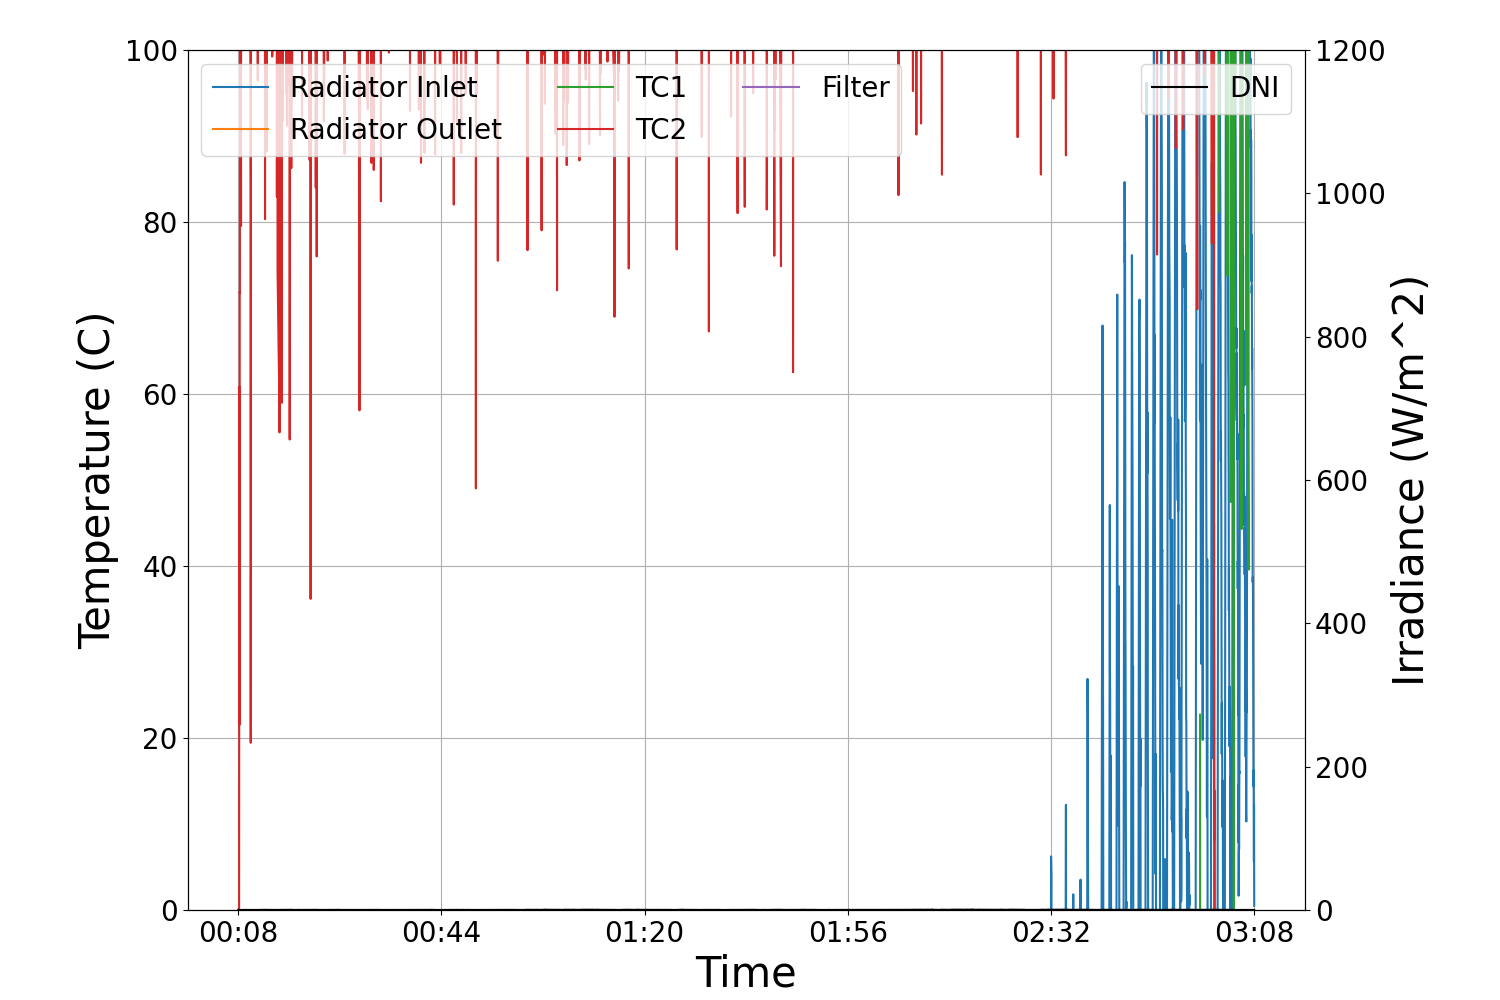 100
80
60
40
20
0
Temperature (C)
Radiator Inlet
Radiator Outlet
TC1
TC2
Filter
DNI
1200
1000
800
600
400
200
0
Irradiance (W/m^2)
00:08 00:44 01:20 01:56 02:32 03:08
Time